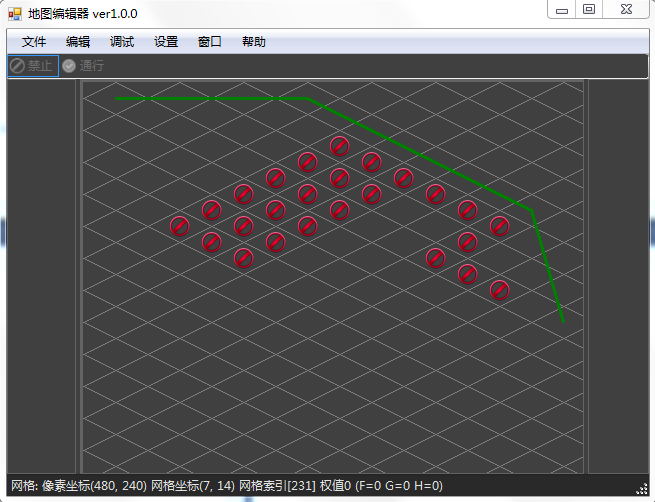 地图编辑器 ver1.0.0
文件 编辑 调试 设置 窗口 帮助
禁止 通行
网格: 像素坐标(480, 240) 网格坐标(7, 14) 网格索引[231] 权值0 (F=0 G=0 H=0)